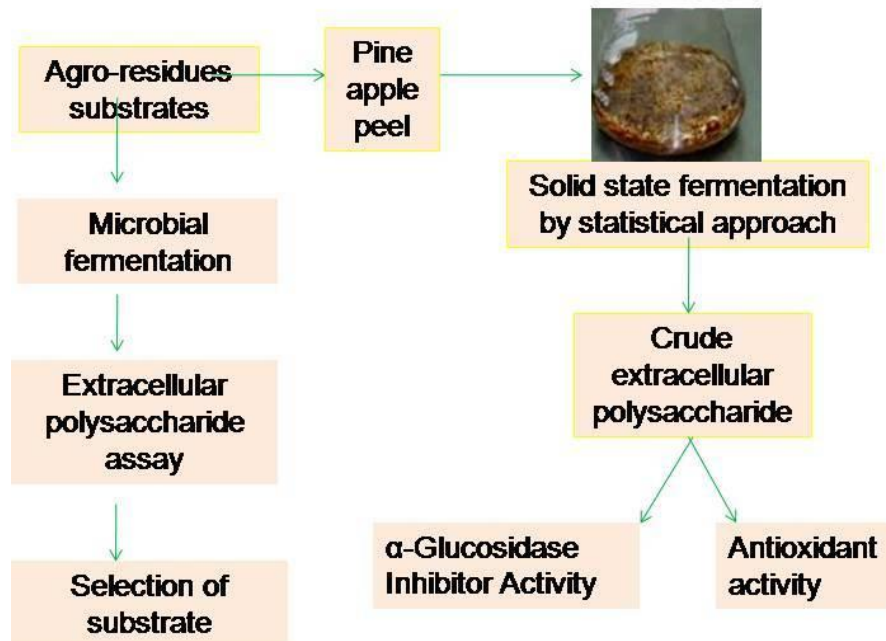 Agro-residues
substrates
Pine
apple
peel
Solid state fermentation
by statistical approach
Microbial
fermentation
Crude
extracellular
polysaccharide
Extracellular
polysaccharide
assay
α-Glucosidase
Inhibitor Activity
Antioxidant
activity
Selection of
substrate